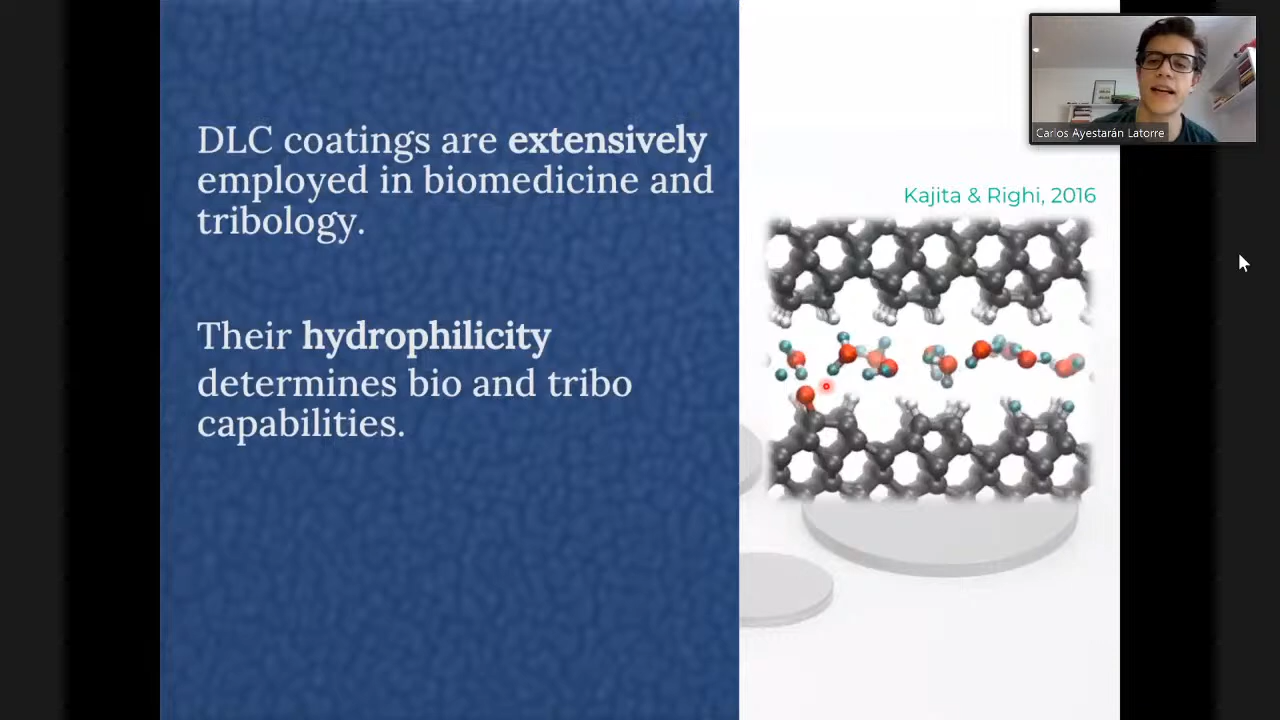 DLC coatings are extensively
employed in biomedicine and
tribology.
Their hydrophilicity
determines bio and tribo
capabilities.
Kajita & Righi, 2016
Carlos Ayestarán Latorre